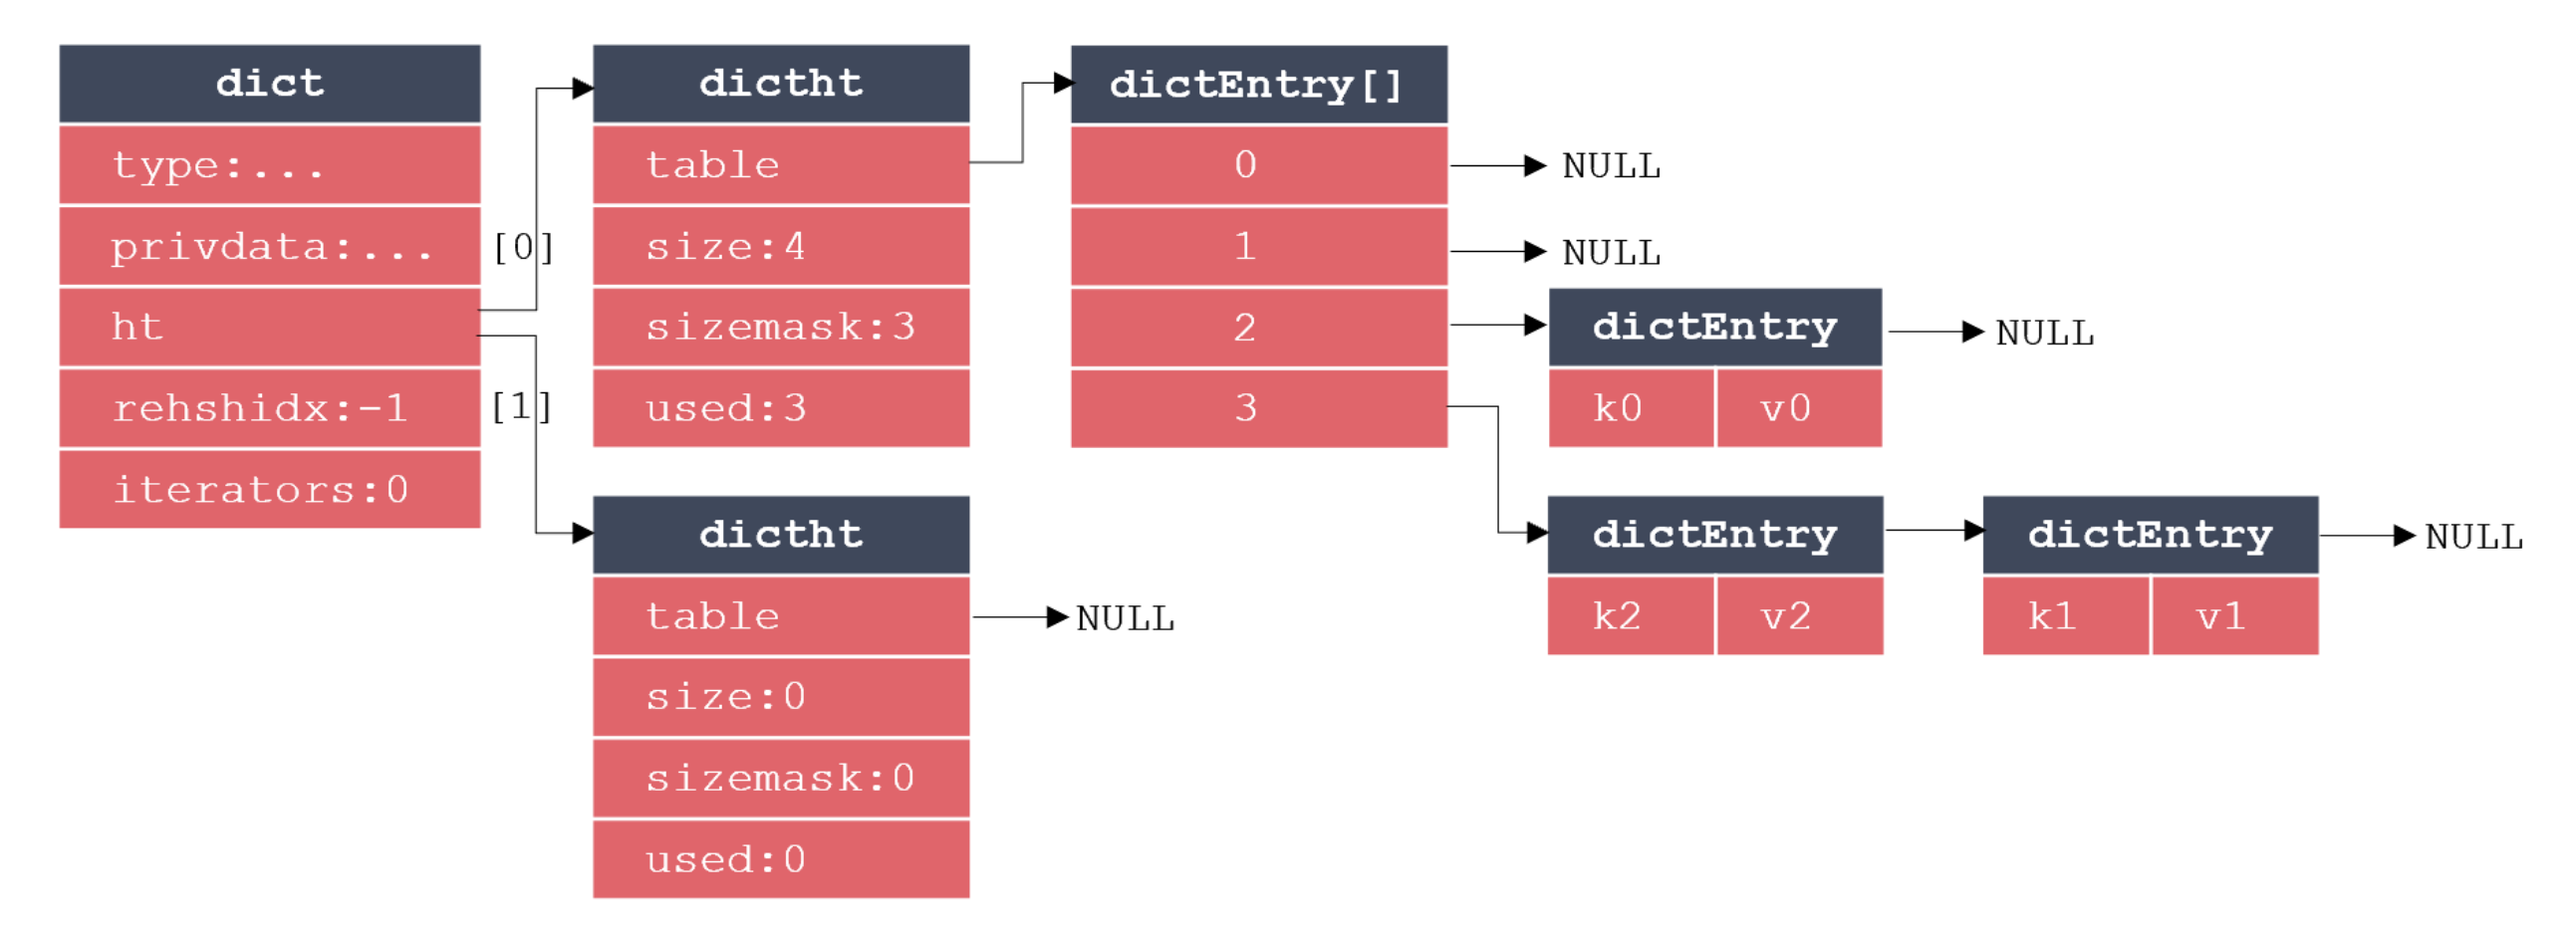 dict
type:...
privdata:...
ht
rehshidx:-1
iterators:0
[0]
[1]
dictht
table
size:4
sizemask:3
used:3
dictht
table
size:0
sizemask:0
used:0
NULL
dictEntry[]
0
1
2
3
NULL
NULL
dictEntry
k0 v0
NULL
dictEntry
k2 v2
dictEntry
k1 v1
NULL